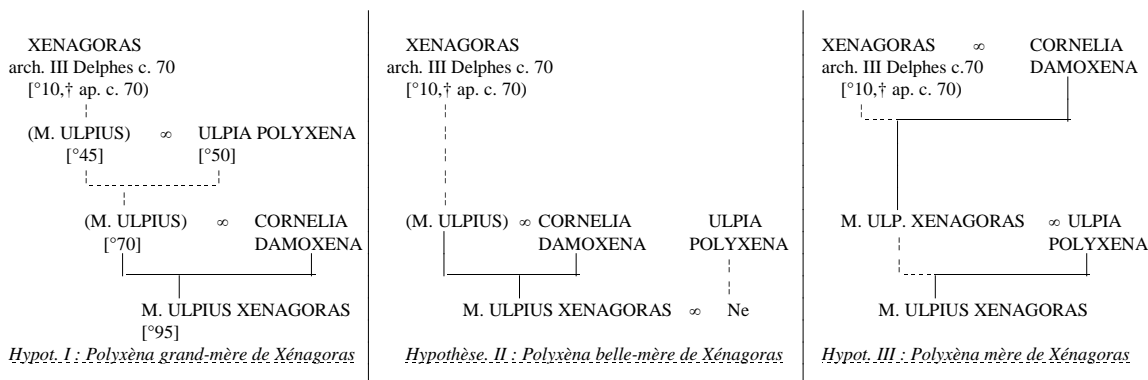 XENAGORAS
arch. III Delphes c. 70
[°10,† ap. c. 70)
(M. ULPIUS) ∞ ULPIA POLYXENA
[°45] [°50]
(M. ULPIUS) ∞ CORNELIA
[°70] DAMOXENA
M. ULPIUS XENAGORAS
[°95]
Hypot. I : Polyxèna grand-mère de Xénagoras
XENAGORAS
arch. III Delphes c. 70
[°10,† ap. c. 70)
(M. ULPIUS) ∞ CORNELIA ULPIA
DAMOXENA POLYXENA
M. ULPIUS XENAGORAS ∞ Ne
Hypothèse. II : Polyxèna belle-mère de Xénagoras
XENAGORAS ∞ CORNELIA
arch. III Delphes c.70 DAMOXENA
[°10,† ap. c. 70)
M. ULP. XENAGORAS ∞ ULPIA
POLYXENA
M. ULPIUS XENAGORAS
Hypot. III : Polyxèna mère de Xénagoras